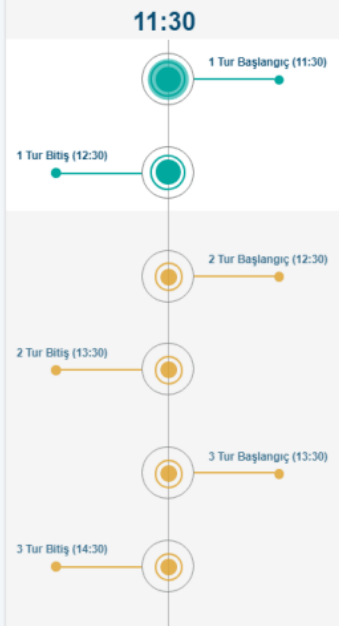 11:30
1 Tur Başlangıç (11:30)
1 Tur Bitiş (12:30)
2 Tur Başlangıç (12:30)
2 Tur Bitiş (13:30)
3 Tur Başlangıç (13:30)
3 Tur Bitiş (14:30)